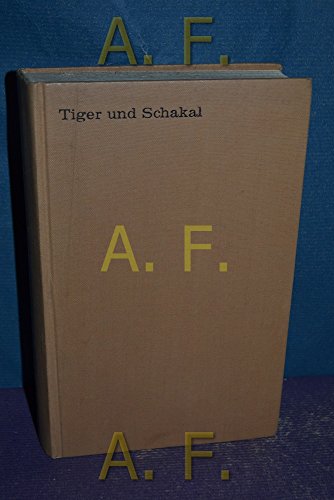 A. F.
Tiger und Schakal
A. F.
A. F.